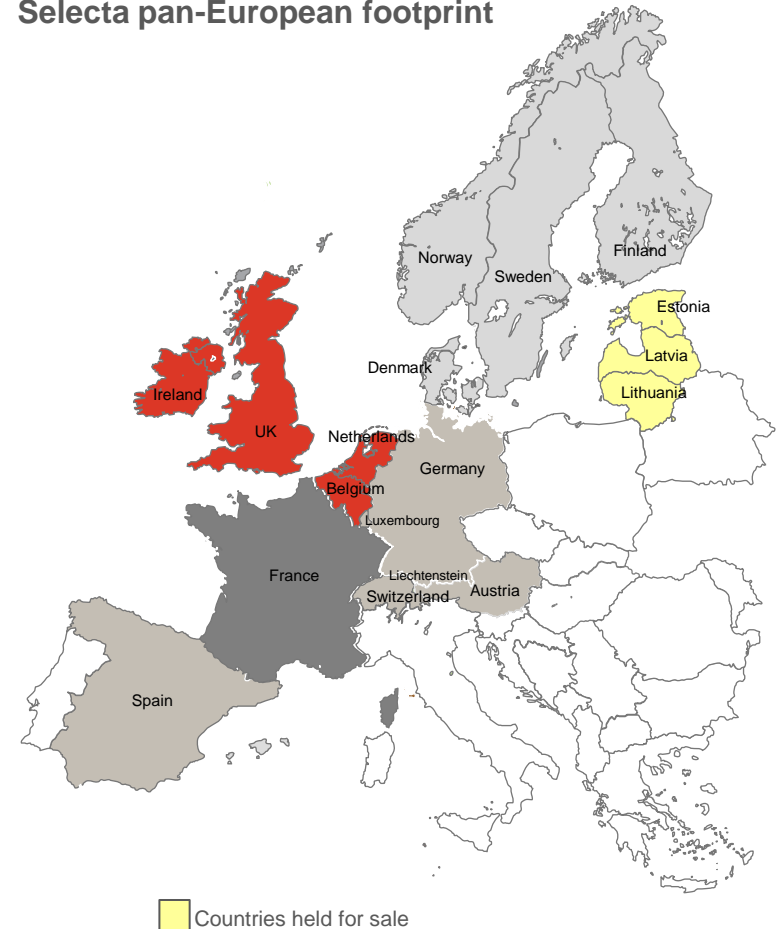 Selecta pan-European footprint
Norway
Finland
Sweden
Estonia
Latvia
Denmark
Lithuania
Ireland
UK
Netherlands
Germany
Belgium
Luxembourg
France
Liechtenstein
Austria
Switzerland
Spain
Countries held for sale